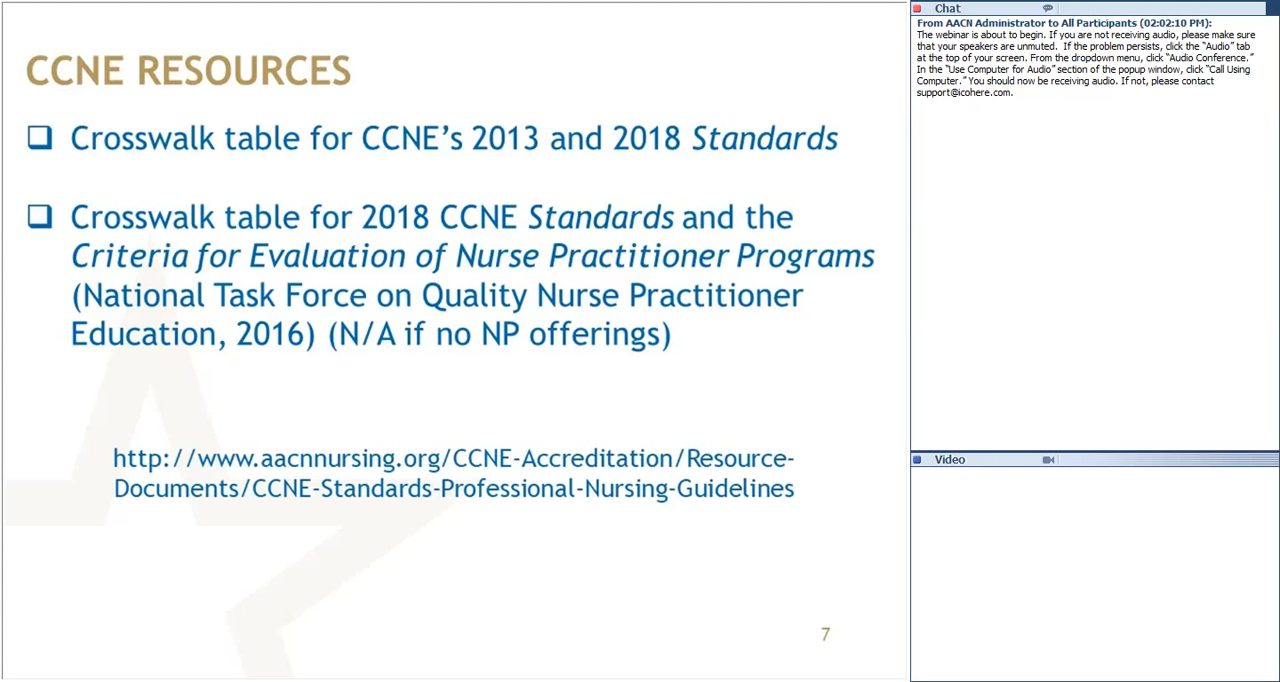 CCNE RESOURCES
Crosswalk table for CCNE’s 2013 and 2018 Standards
Crosswalk table for 2018 CCNE Standards and the
Criteria for Evaluation of Nurse Practitioner Programs
(National Task Force on Quality Nurse Practitioner
Education, 2016) (N/A if no NP offerings)
http://www.aacnnursing.org/CCNE-Accreditation/Resource-
Documents/CCNE-Standards-Professional-Nursing-Guidelines
7
Chat
From AACN Administrator to All Participants (02:02:10 PM):
The webinar is about to begin. If you are not receiving audio, please make sure
that your speakers are unmuted.  If the problem persists, click the “Audio” tab
at the top of your screen. From the dropdown menu, click “Audio Conference.”
In the “Use Computer for Audio” section of the popup window, click “Call Using
Computer.” You should now be receiving audio. If not, please contact
support@icohere.com.
Video